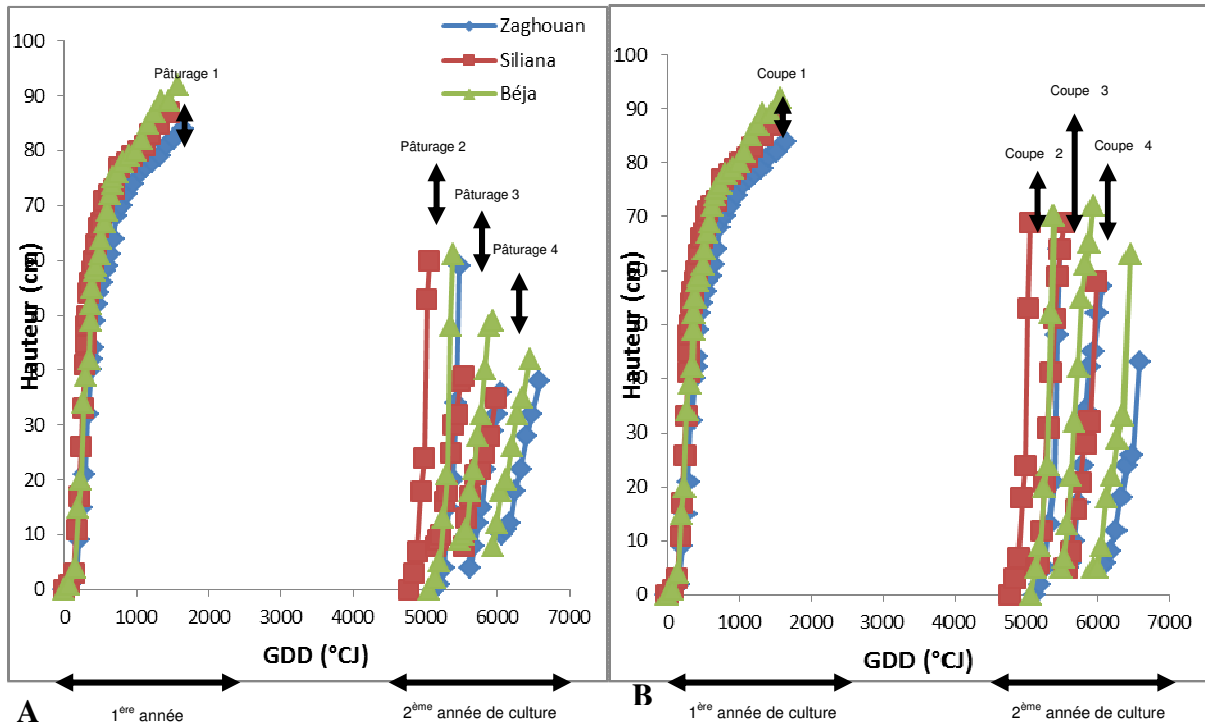 Zaghouan
Siliana
Béja
Pâturage 1
Pâturage 2
Pâturage 3
Pâturage 4
Hauteur (cm)
100
90
80
70
60
50
40
30
20
10
0
0 1000 2000 3000 4000 5000 6000 7000
GDD (°CJ)
1ère année
2ème année de culture
A
Coupe 1
Coupe 3
Coupe 2
Coupe 4
Hauteur (cm)
100
90
80
70
60
50
40
30
20
10
0
0 1000 2000 3000 4000 5000 6000 7000
GDD (°CJ)
B
1ère année
2ème année de culture